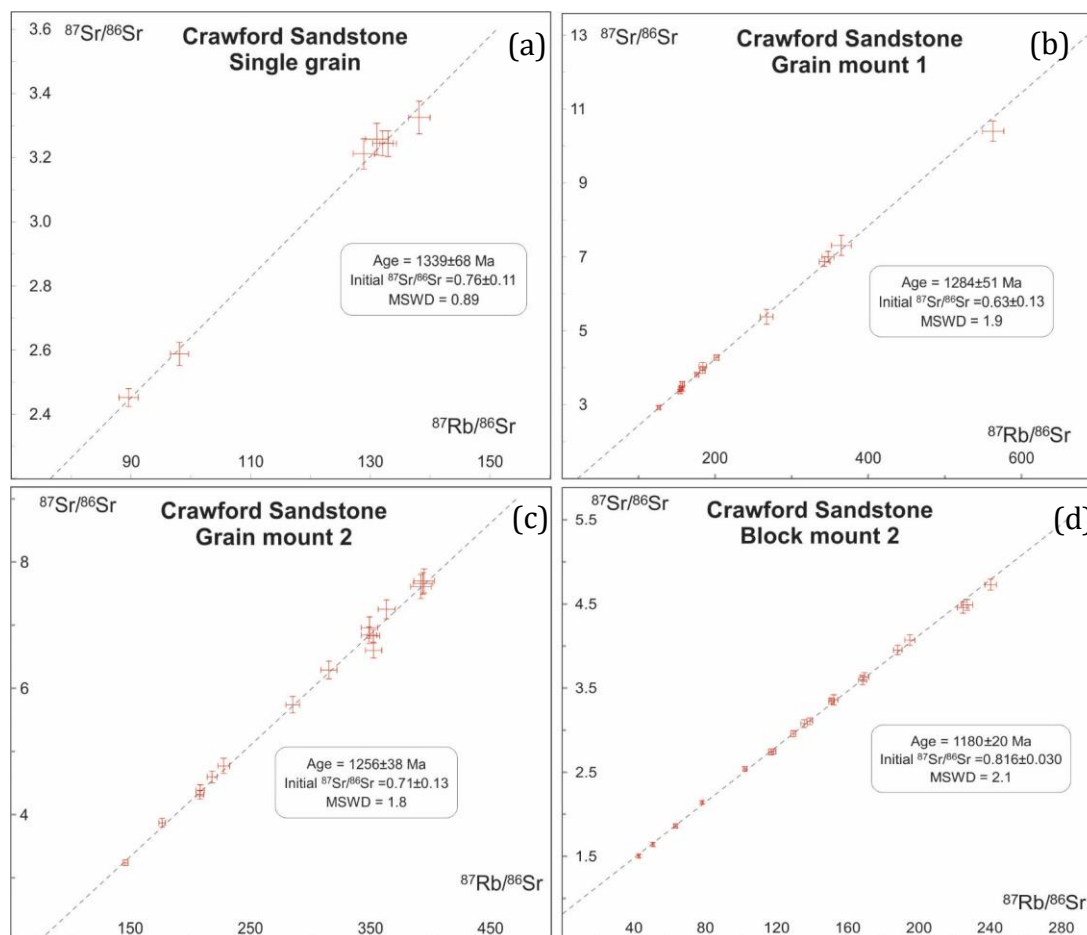 ⁸⁷Sr/⁸⁶Sr
Crawford Sandstone
Single grain
(a)
3.6
3.4
3.2
3.0
2.8
2.6
2.4
Age = 1339±68 Ma
Initial ⁸⁷Sr/⁸⁶Sr =0.76±0.11
MSWD = 0.89
⁸⁷Rb/⁸⁶Sr
90
110
130
150
⁸⁷Sr/⁸⁶Sr
Crawford Sandstone
Grain mount 1
(b)
13
11
9
7
5
3
Age = 1284±51 Ma
Initial ⁸⁷Sr/⁸⁶Sr =0.63±0.13
MSWD = 1.9
⁸⁷Rb/⁸⁶Sr
200
400
600
⁸⁷Sr/⁸⁶Sr
Crawford Sandstone
Grain mount 2
(c)
8
6
4
Age = 1256±38 Ma
Initial ⁸⁷Sr/⁸⁶Sr =0.71±0.13
MSWD = 1.8
⁸⁷Rb/⁸⁶Sr
150
250
350
450
⁸⁷Sr/⁸⁶Sr
Crawford Sandstone
Block mount 2
(d)
5.5
4.5
3.5
2.5
1.5
Age = 1180±20 Ma
Initial ⁸⁷Sr/⁸⁶Sr =0.816±0.030
MSWD = 2.1
⁸⁷Rb/⁸⁶Sr
40
80
120
160
200
240
280